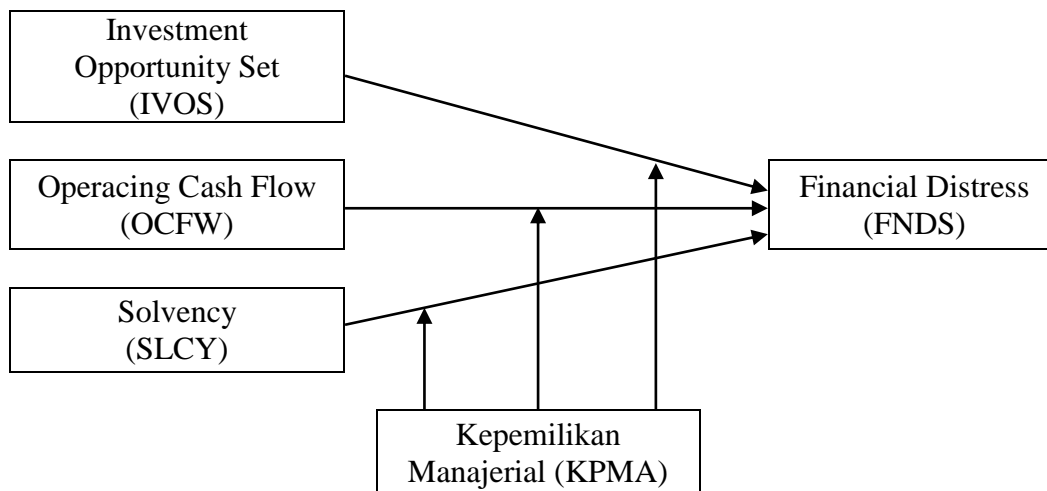 Investment
Opportunity Set
(IVOS)
Operacing Cash Flow
(OCFW)
Financial Distress
(FNDS)
Solvency
(SLCY)
Kepemilikan
Manajerial (KPMA)